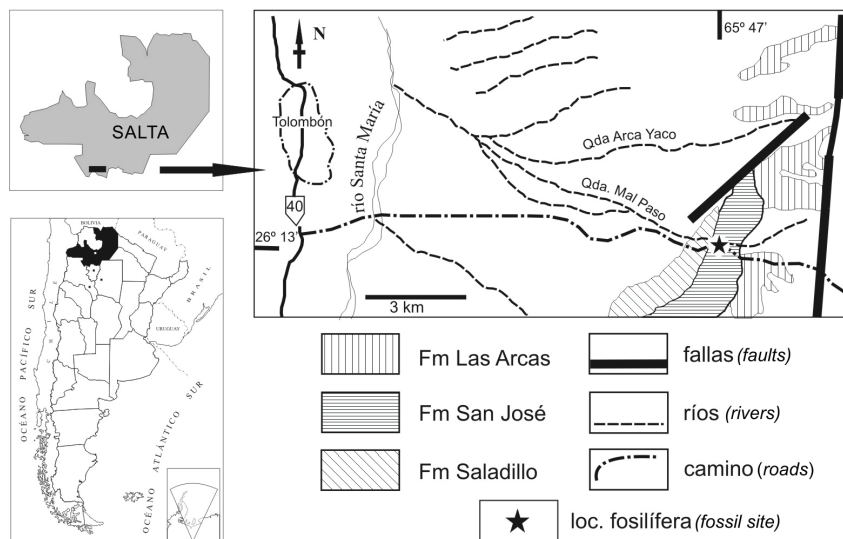 SALTA
N
65º 47'
Tolombón
río Santa María
Qda Arca Yaco
Qda. Mal Paso
40
26º 13'
3 km
BOLIVIA
PARAGUAY
BRASIL
URUGUAY
CHILE
OCÉANO PACÍFICO SUR
OCÉANO ATLÁNTICO SUR
Fm Las Arcas
fallas (faults)
Fm San José
ríos (rivers)
Fm Saladillo
camino (roads)
loc. fosilífera (fossil site)